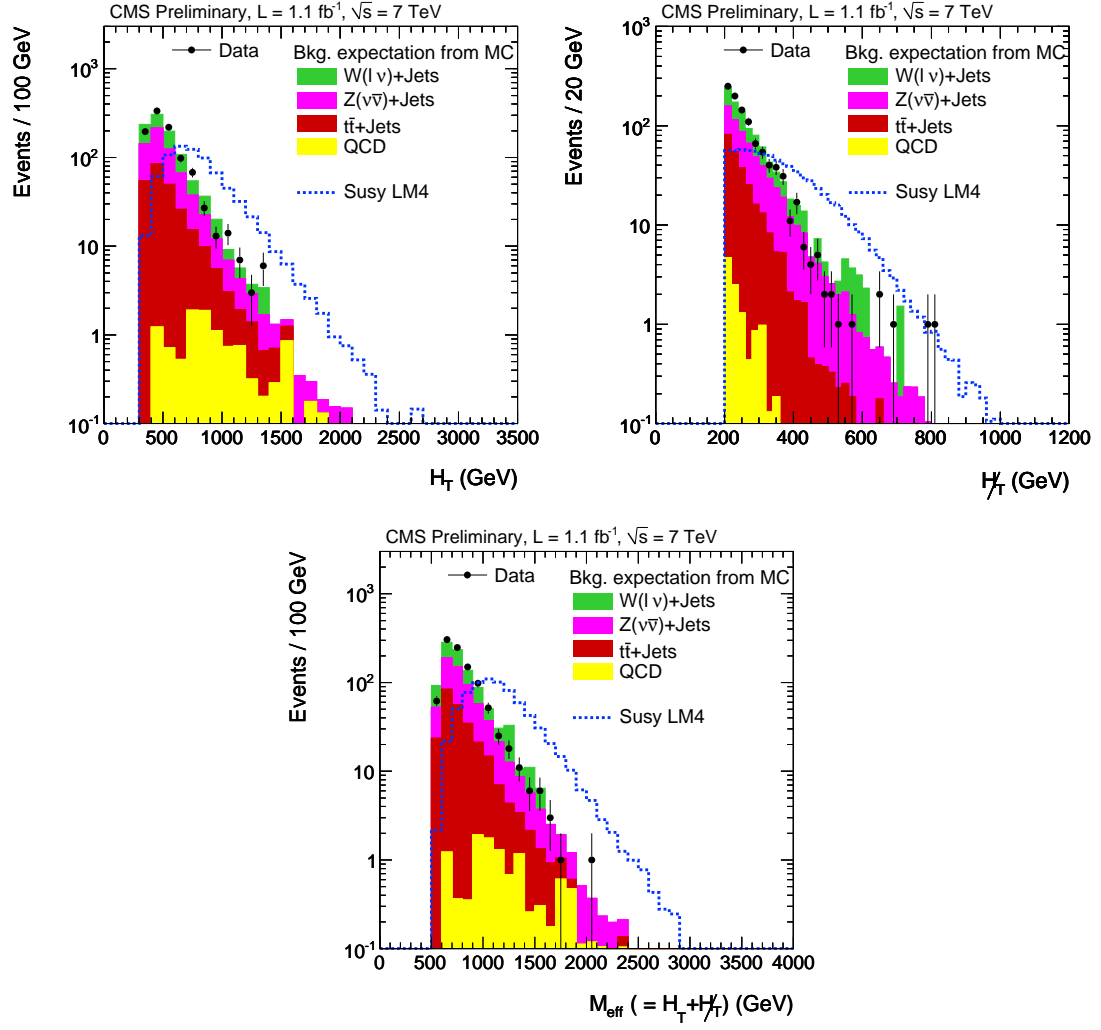 CMS Preliminary, L = 1.1 fb⁻¹, √s = 7 TeV
Events / 100 GeV
Data
Bkg. expectation from MC
W(l ν)+Jets
Z(νν̄)+Jets
tt̄+Jets
QCD
Susy LM4
10³
10²
10
1
10⁻¹
0 500 1000 1500 2000 2500 3000 3500
H_T (GeV)
CMS Preliminary, L = 1.1 fb⁻¹, √s = 7 TeV
Events / 20 GeV
Data
Bkg. expectation from MC
W(l ν)+Jets
Z(νν̄)+Jets
tt̄+Jets
QCD
Susy LM4
10³
10²
10
1
10⁻¹
0 200 400 600 800 1000 1200
H̸_T (GeV)
CMS Preliminary, L = 1.1 fb⁻¹, √s = 7 TeV
Events / 100 GeV
Data
Bkg. expectation from MC
W(l ν)+Jets
Z(νν̄)+Jets
tt̄+Jets
QCD
Susy LM4
10³
10²
10
1
10⁻¹
0 500 1000 1500 2000 2500 3000 3500 4000
M_eff ( = H_T+H̸_T) (GeV)